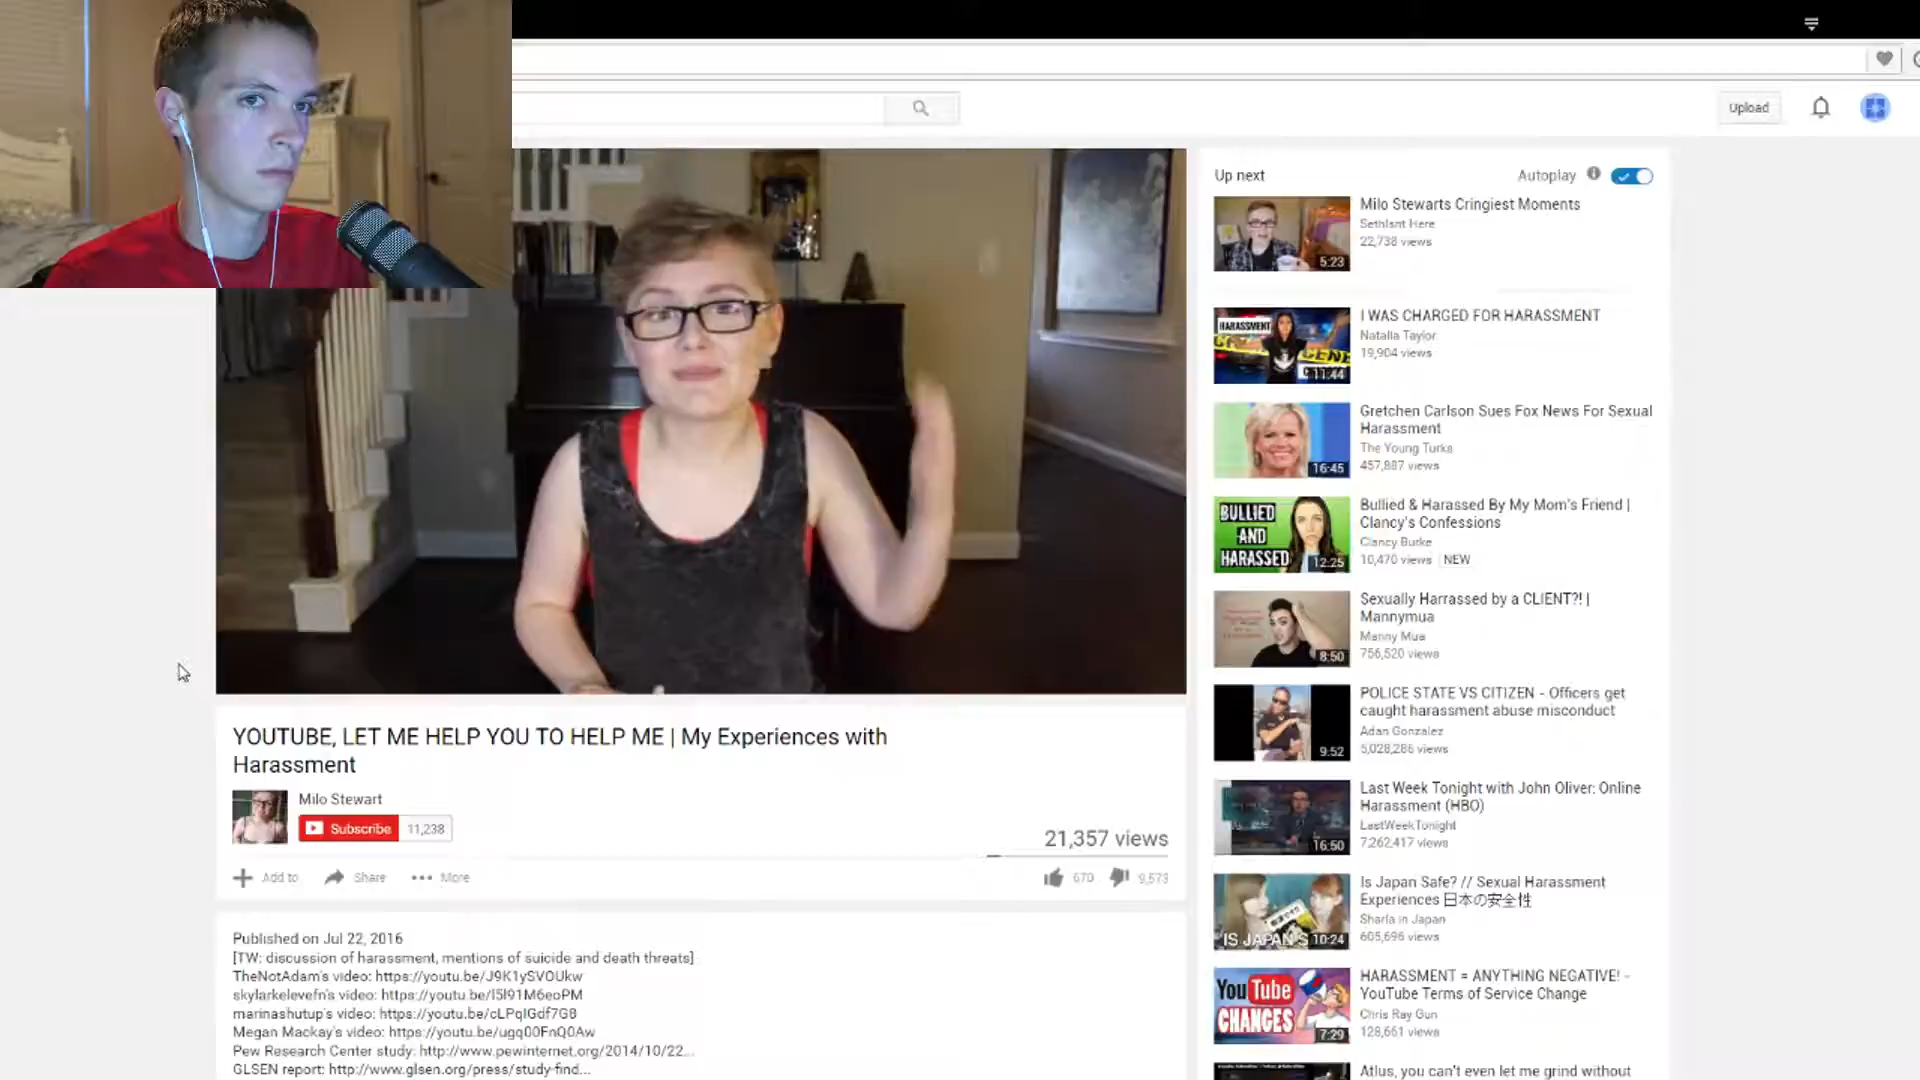 Upload
Up next
Autoplay
Milo Stewarts Cringiest Moments
SethIsnt Here
22,738 views
5:23
HARASSMENT
I WAS CHARGED FOR HARASSMENT
Natalia Taylor
19,904 views
11:44
Gretchen Carlson Sues Fox News For Sexual
Harassment
The Young Turks
457,887 views
16:45
BULLIED
AND
HARASSED
12:25
Bullied & Harassed By My Mom's Friend |
Clancy's Confessions
Clancy Burke
10,470 views NEW
Sexually Harrassed by a CLIENT?! |
Mannymua
Manny Mua
756,520 views
8:50
POLICE STATE VS CITIZEN - Officers get
caught harassment abuse misconduct
Adan Gonzalez
5,028,286 views
9:52
Last Week Tonight with John Oliver: Online
Harassment (HBO)
LastWeekTonight
7,262,417 views
16:50
Is Japan Safe? // Sexual Harassment
Experiences 日本の安全性
Sharla in Japan
605,696 views
IS JAPAN
10:24
HARASSMENT = ANYTHING NEGATIVE! -
YouTube Terms of Service Change
Chris Ray Gun
128,661 views
You Tube
CHANGES
7:29
Atlus, you can't even let me grind without
YOUTUBE, LET ME HELP YOU TO HELP ME | My Experiences with
Harassment
Milo Stewart
Subscribe 11,238
21,357 views
Add to Share More
670 9,573
Published on Jul 22, 2016
[TW: discussion of harassment, mentions of suicide and death threats]
TheNotAdam's video: https://youtu.be/J9K1ySVOUkw
skylarkeleven's video: https://youtu.be/l5l91M6eoPM
marinashutup's video: https://youtu.be/cLPqIGdf7G8
Megan Mackay's video: https://youtu.be/ugq00FnQ0Aw
Pew Research Center study: http://www.pewinternet.org/2014/10/22...
GLSEN report: http://www.glsen.org/press/study-find...